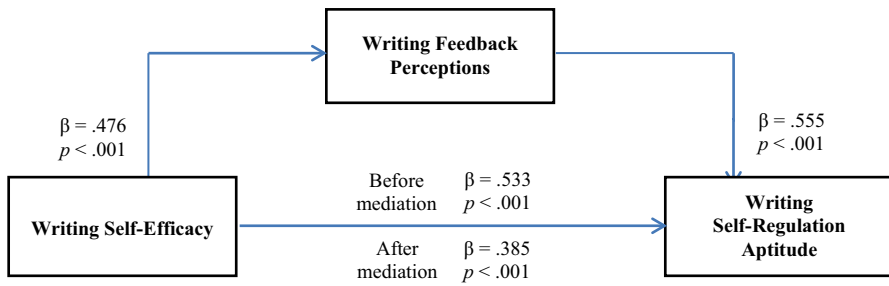 Writing Feedback
Perceptions
β = .476
p < .001
β = .555
p < .001
Writing Self-Efficacy
Before
mediation
β = .533
p < .001
After
mediation
β = .385
p < .001
Writing
Self-Regulation
Aptitude